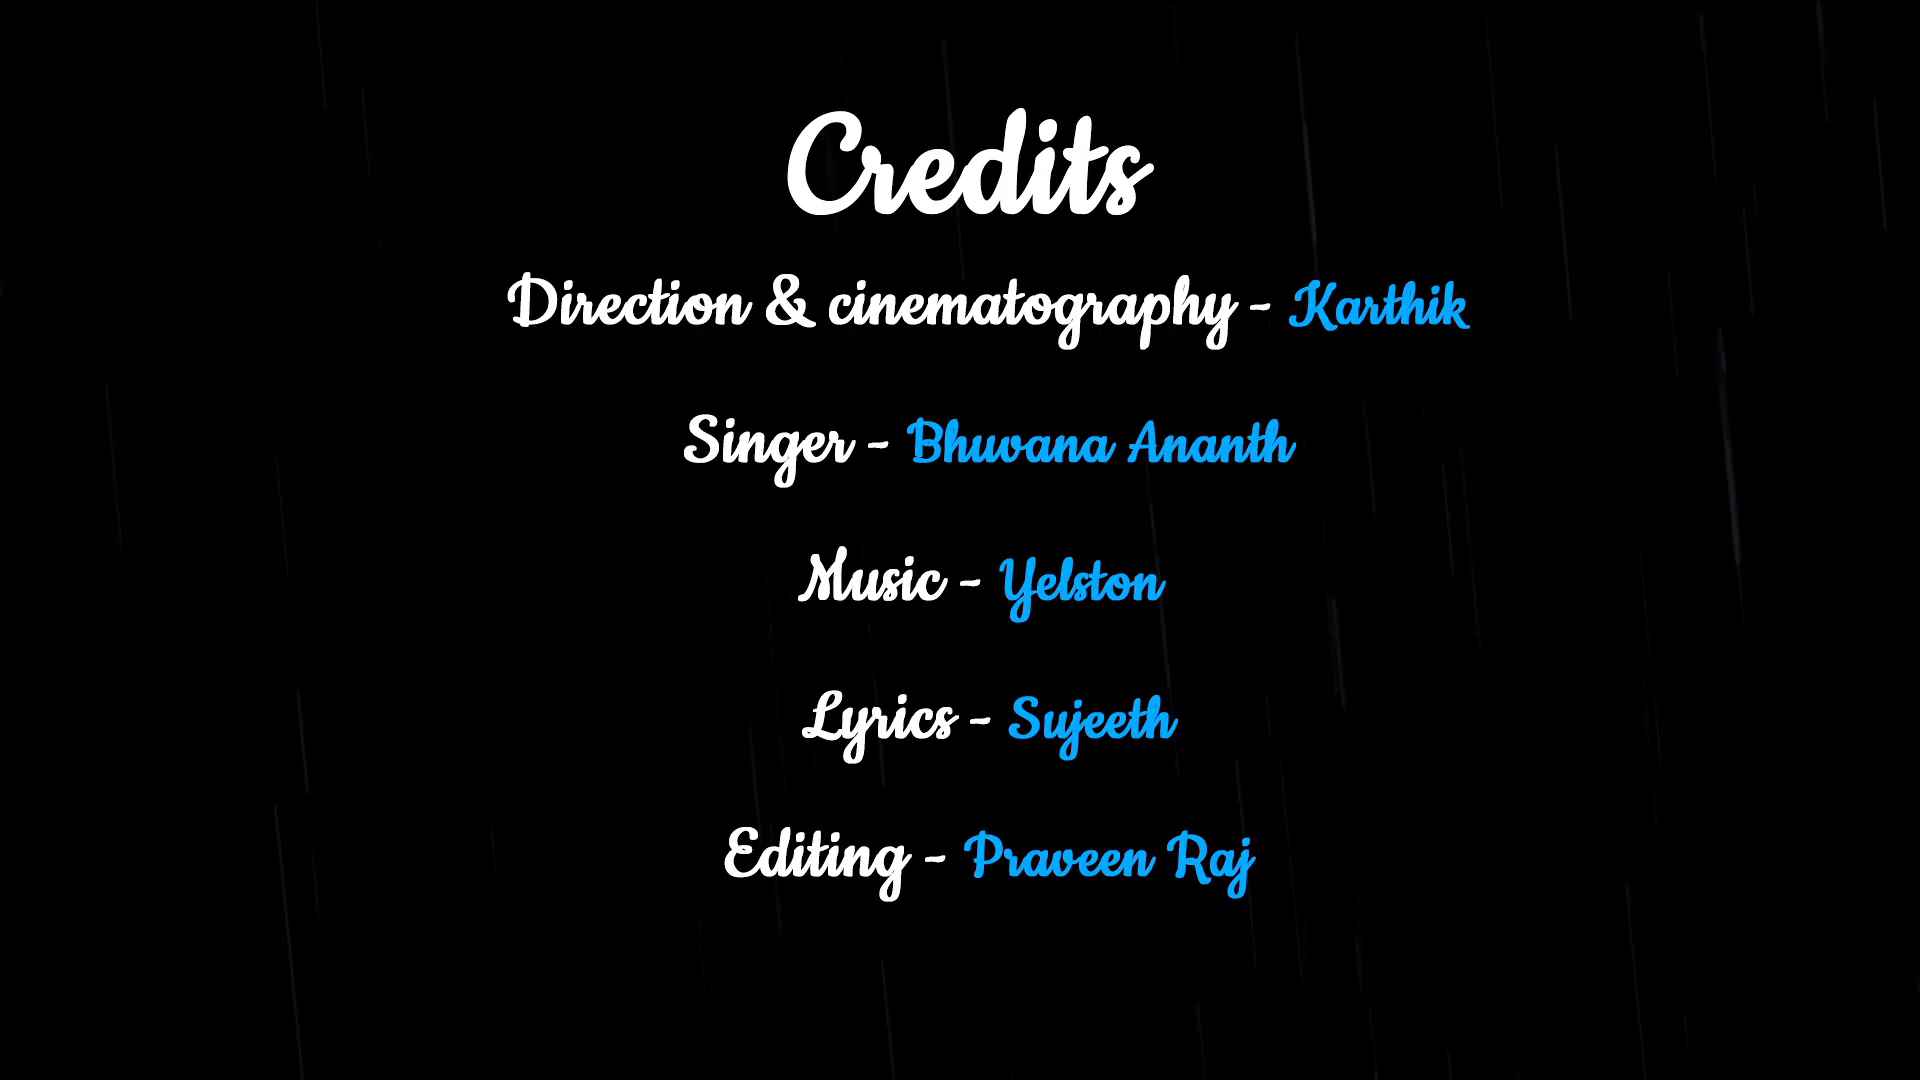 Credits
Direction & cinematography - Karthik
Singer - Bhuvana Ananth
Music - Yelston
Lyrics - Sujeeth
Editing - Praveen Raj